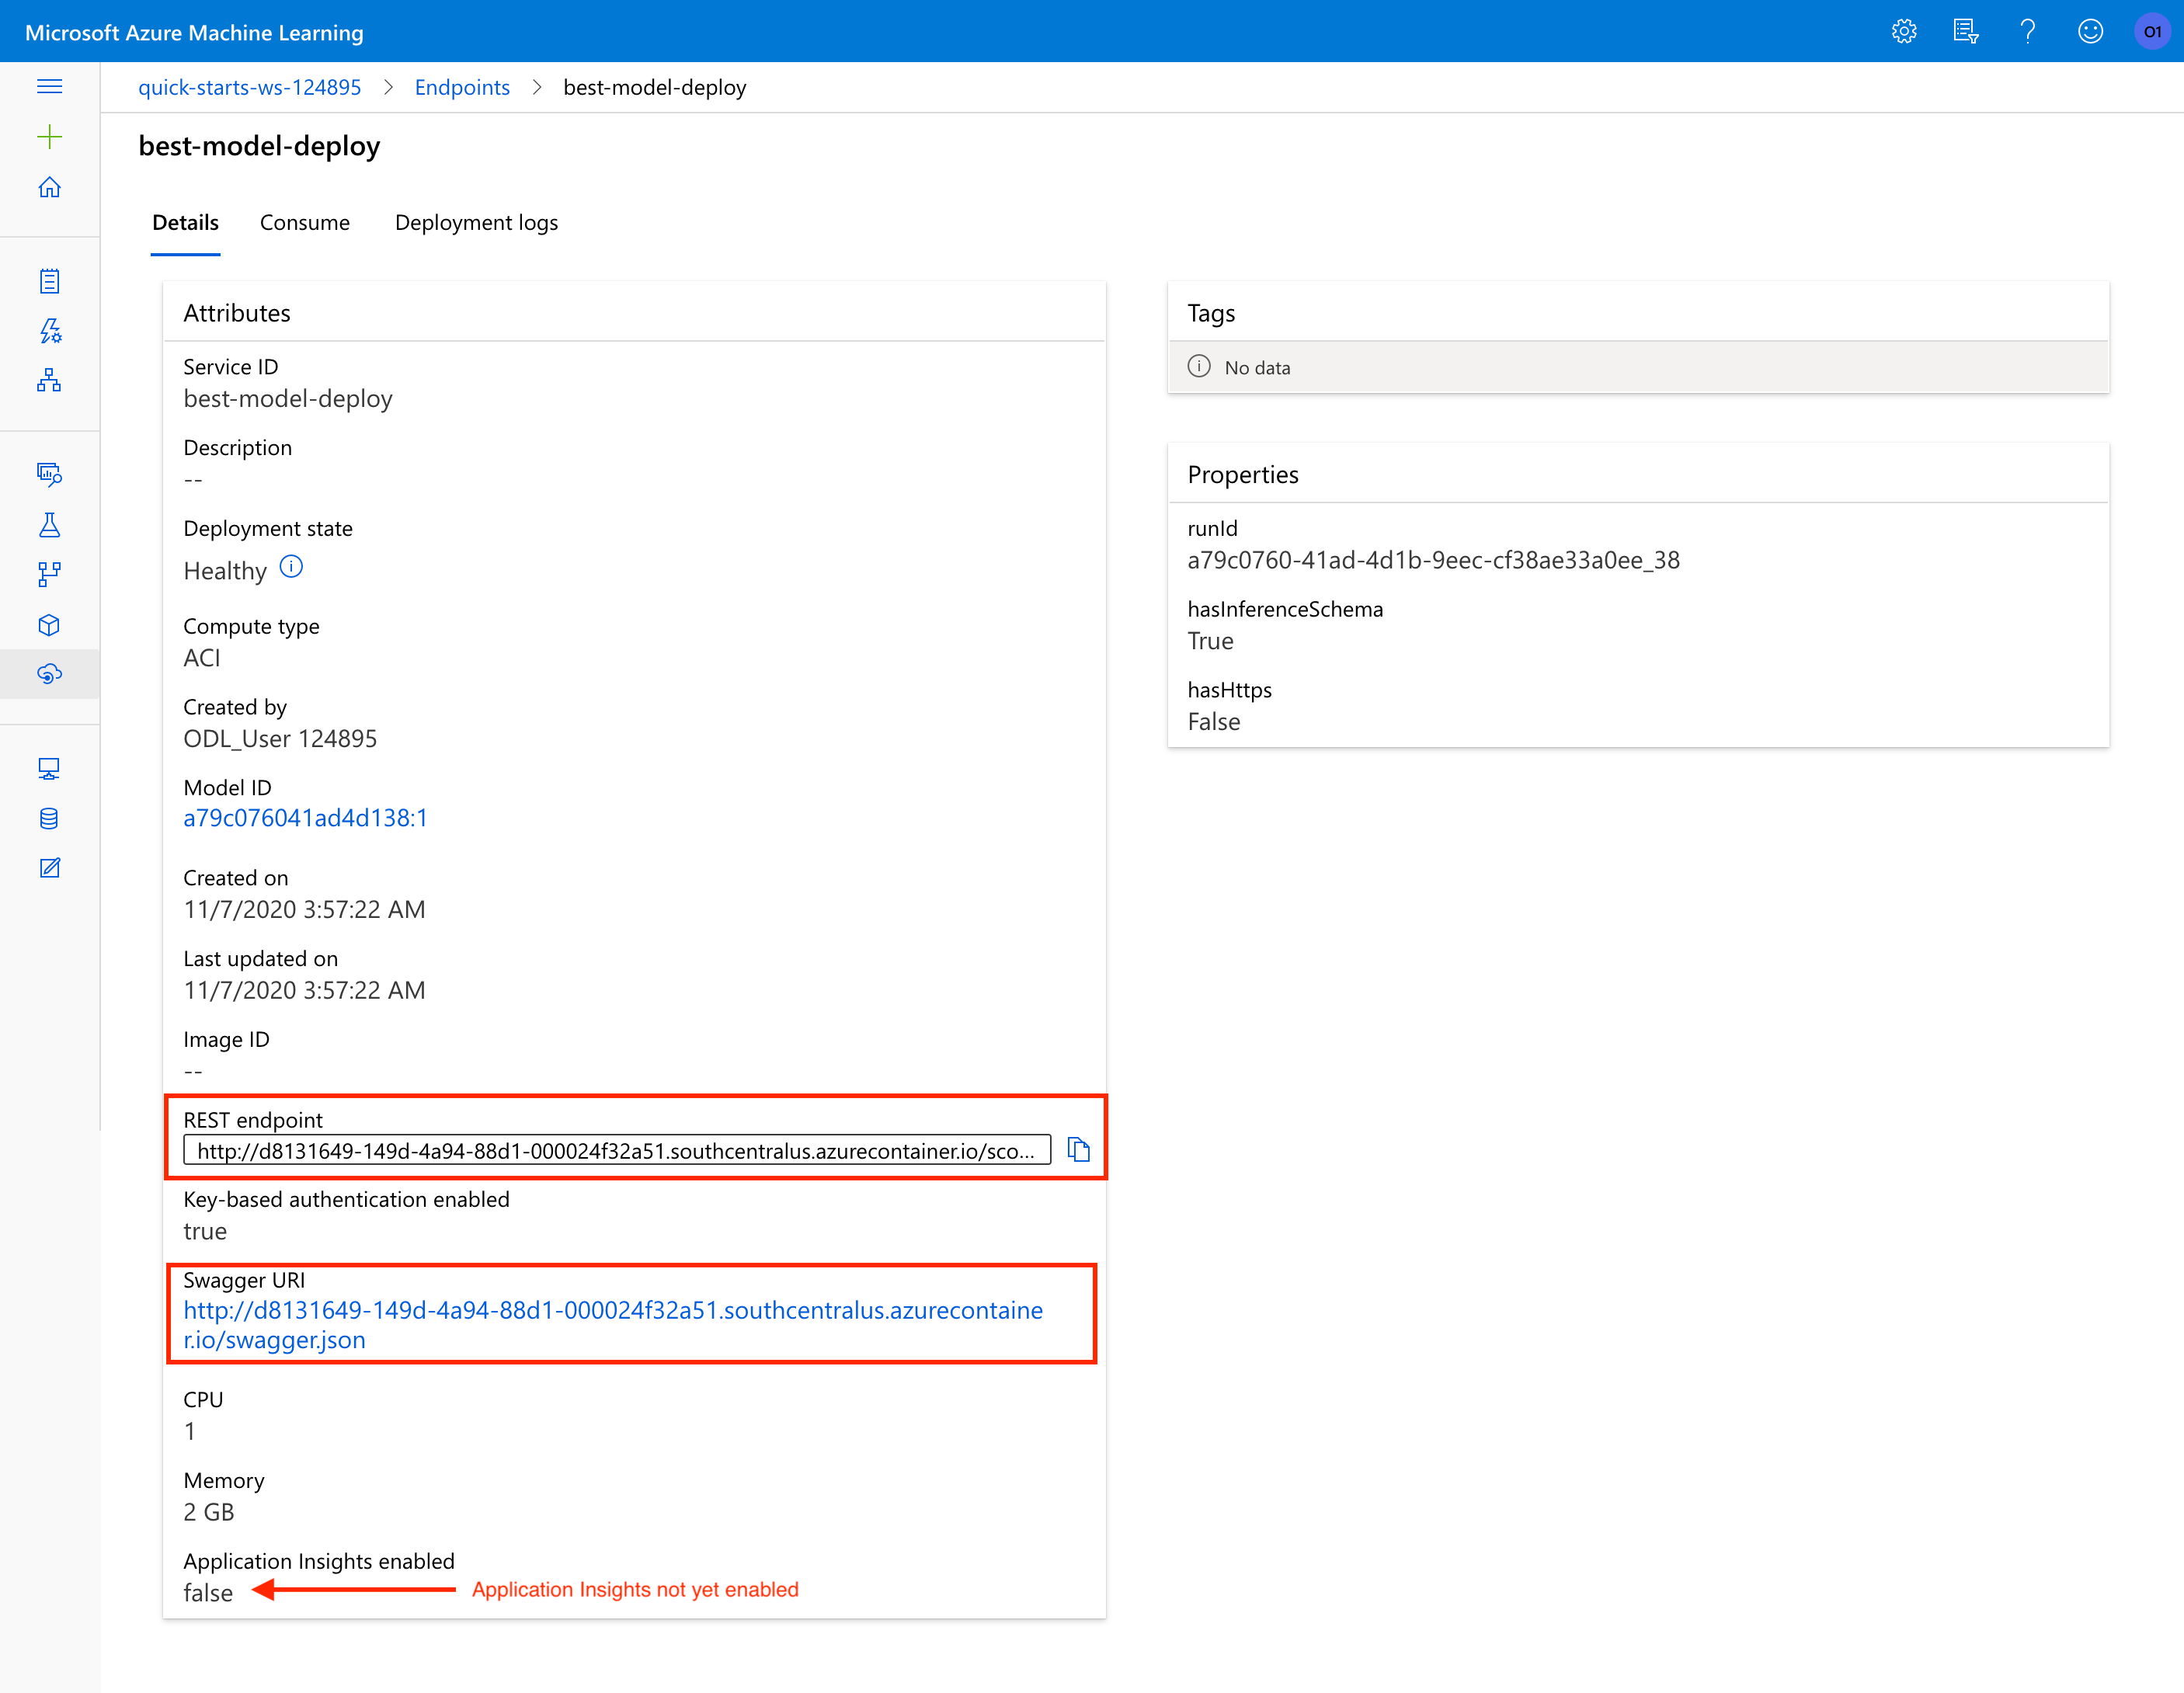 Microsoft Azure Machine Learning
O1
quick-starts-ws-124895 > Endpoints > best-model-deploy
best-model-deploy
Details Consume Deployment logs
Attributes
Service ID
best-model-deploy
Description
--
Deployment state
Healthy
Compute type
ACI
Created by
ODL_User 124895
Model ID
a79c076041ad4d138:1
Created on
11/7/2020 3:57:22 AM
Last updated on
11/7/2020 3:57:22 AM
Image ID
--
REST endpoint
http://d8131649-149d-4a94-88d1-000024f32a51.southcentralus.azurecontainer.io/sco...
Key-based authentication enabled
true
Swagger URI
http://d8131649-149d-4a94-88d1-000024f32a51.southcentralus.azurecontaine
r.io/swagger.json
CPU
1
Memory
2 GB
Application Insights enabled
false
Application Insights not yet enabled
Tags
No data
Properties
runId
a79c0760-41ad-4d1b-9eec-cf38ae33a0ee_38
hasInferenceSchema
True
hasHttps
False